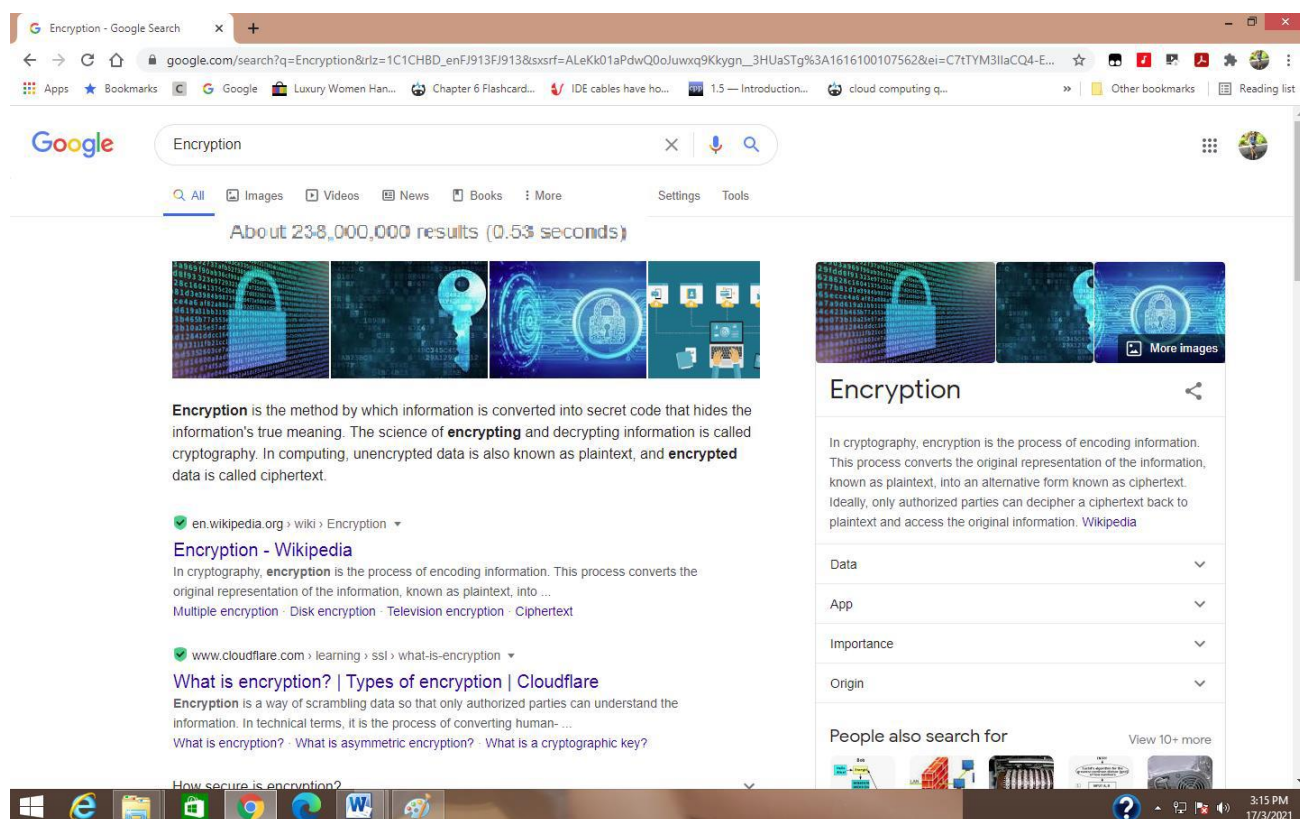 Encryption - Google Search
google.com/search?q=Encryption&rlz=1C1CHBD_enFJ913FJ913&sxsrf=ALeKk01aPdwQ0oJuwxq9Kkygn__3HUaSTg%3A1616100107562&ei=C7tTYM3IIaCQ4-E...
Apps Bookmarks Google Luxury Women Han... Chapter 6 Flashcard... IDE cables have ho... 1.5 — Introduction... cloud computing q... » Other bookmarks Reading list
Google Encryption
All Images Videos News Books More Settings Tools
About 238,000,000 results (0.53 seconds)
Encryption is the method by which information is converted into secret code that hides the
information's true meaning. The science of encrypting and decrypting information is called
cryptography. In computing, unencrypted data is also known as plaintext, and encrypted
data is called ciphertext.
en.wikipedia.org › wiki › Encryption
Encryption - Wikipedia
In cryptography, encryption is the process of encoding information. This process converts the
original representation of the information, known as plaintext, into ...
Multiple encryption · Disk encryption · Television encryption · Ciphertext
www.cloudflare.com › learning › ssl › what-is-encryption
What is encryption? | Types of encryption | Cloudflare
Encryption is a way of scrambling data so that only authorized parties can understand the
information. In technical terms, it is the process of converting human- ...
What is encryption? · What is asymmetric encryption? · What is a cryptographic key?
How secure is encryption?
More images
Encryption
In cryptography, encryption is the process of encoding information.
This process converts the original representation of the information,
known as plaintext, into an alternative form known as ciphertext.
Ideally, only authorized parties can decipher a ciphertext back to
plaintext and access the original information. Wikipedia
Data
App
Importance
Origin
People also search for View 10+ more
3:15 PM
17/3/2021